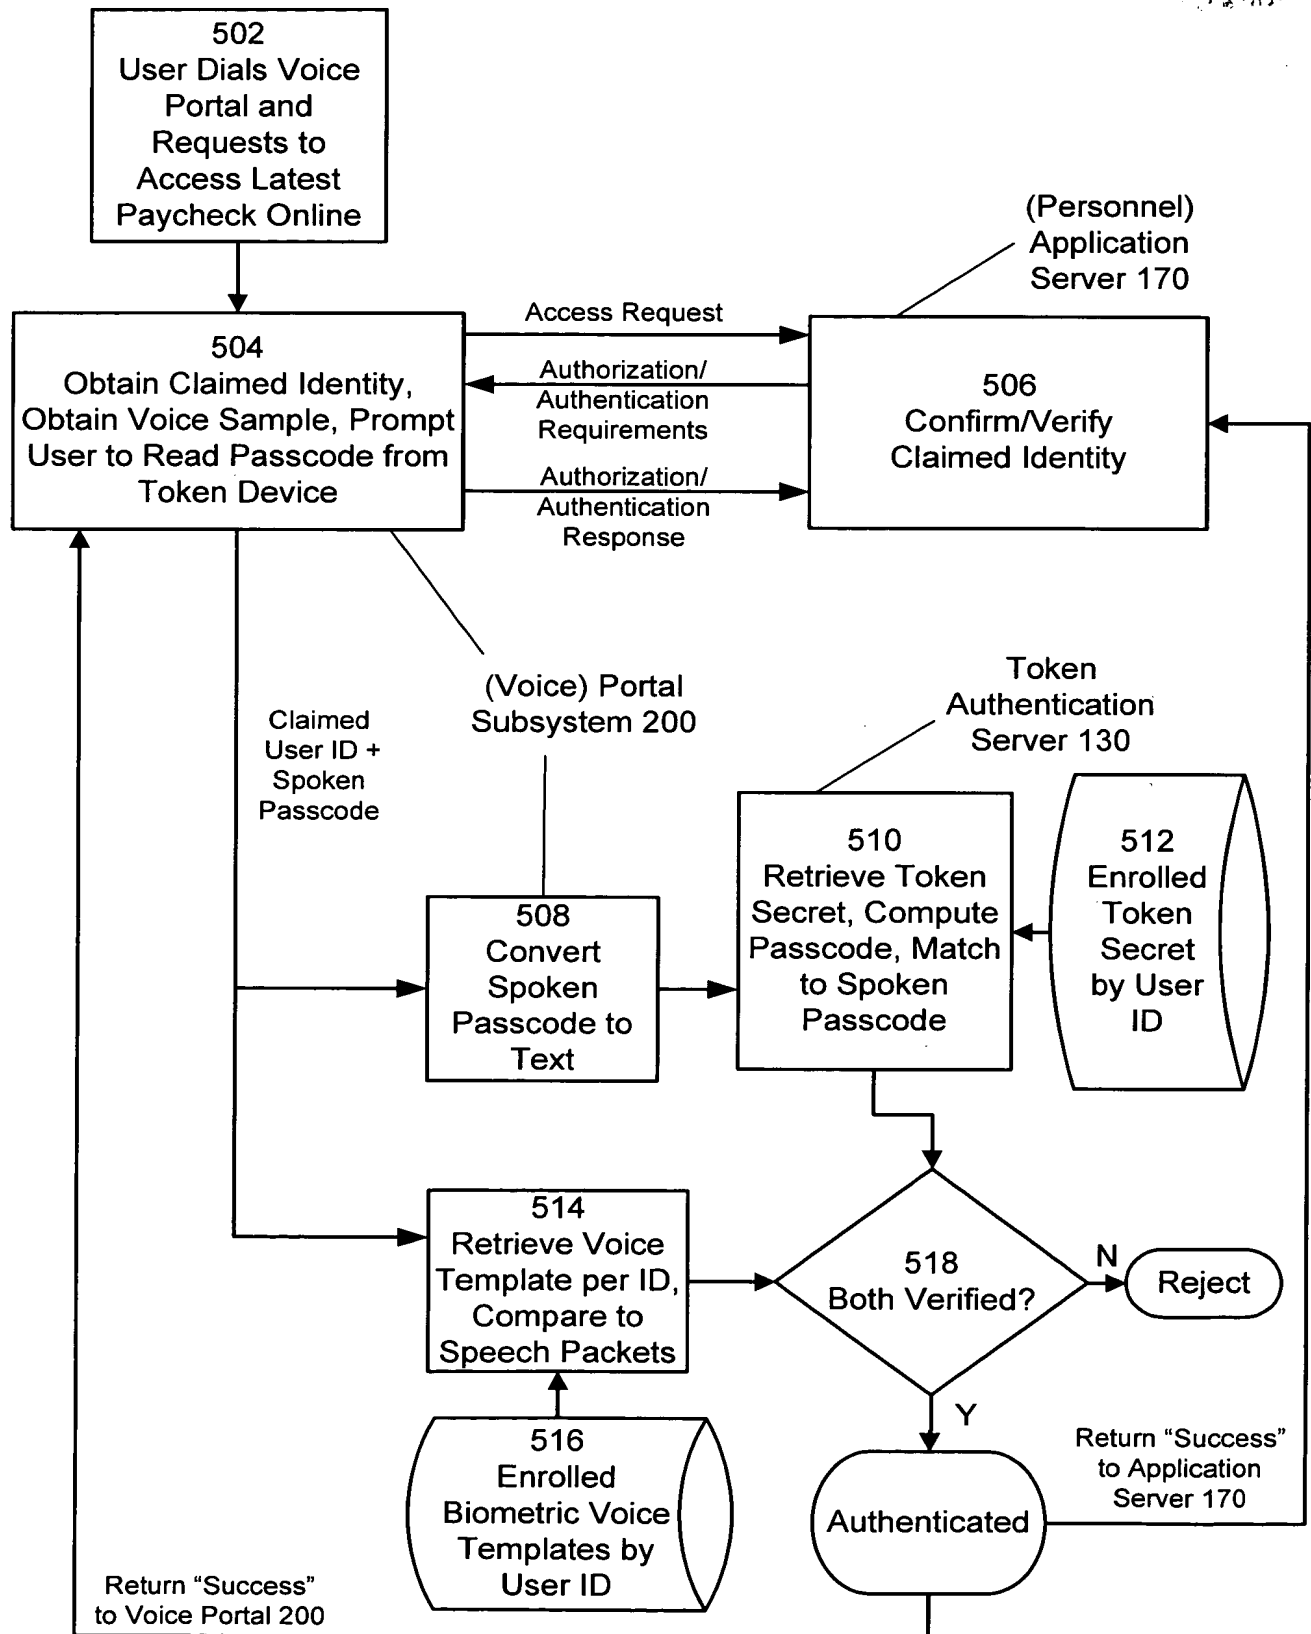 502
User Dials Voice
Portal and
Requests to
Access Latest
Paycheck Online
(Personnel)
Application
Server 170
504
Obtain Claimed Identity,
Obtain Voice Sample, Prompt
User to Read Passcode from
Token Device
Access Request
Authorization/
Authentication
Requirements
Authorization/
Authentication
Response
506
Confirm/Verify
Claimed Identity
(Voice) Portal
Subsystem 200
Token
Authentication
Server 130
Claimed
User ID +
Spoken
Passcode
508
Convert
Spoken
Passcode to
Text
510
Retrieve Token
Secret, Compute
Passcode, Match
to Spoken
Passcode
512
Enrolled
Token
Secret
by User
ID
514
Retrieve Voice
Template per ID,
Compare to
Speech Packets
518
Both Verified?
N
Reject
Y
516
Enrolled
Biometric Voice
Templates by
User ID
Authenticated
Return “Success”
to Application
Server 170
Return “Success”
to Voice Portal 200